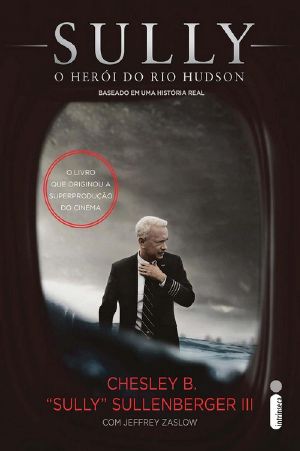 SULLY
O HERÓI DO RIO HUDSON
BASEADO EM UMA HISTÓRIA REAL
O LIVRO
QUE ORIGINOU A
SUPERPRODUÇÃO
DO CINEMA
CHESLEY B.
"SULLY" SULLENBERGER III
COM JEFFREY ZASLOW
intrínseca